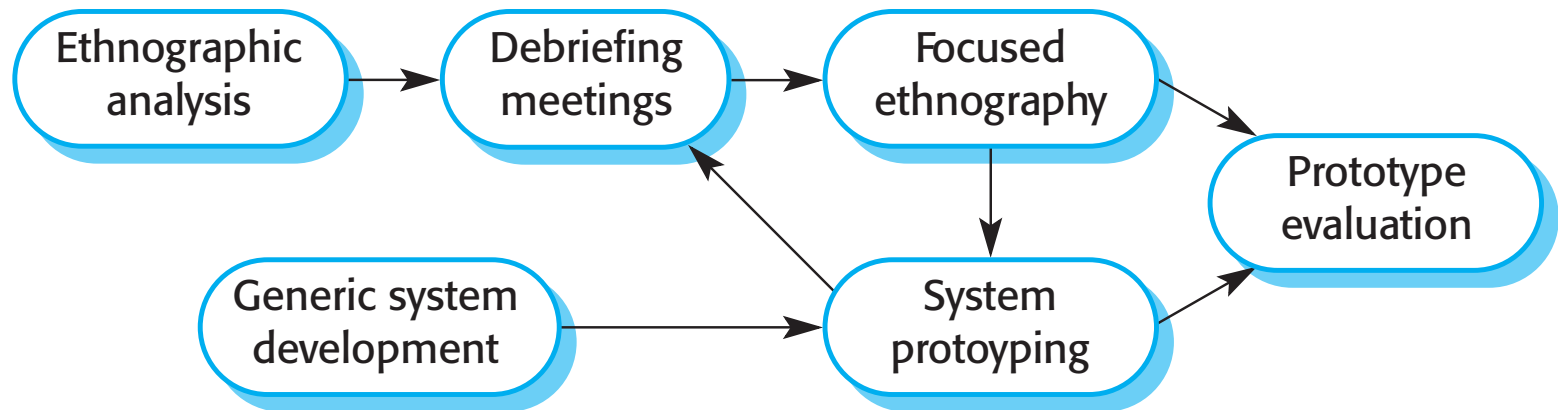 Ethnographic
analysis
Debriefing
meetings
Focused
ethnography
Prototype
evaluation
Generic system
development
System
protoyping